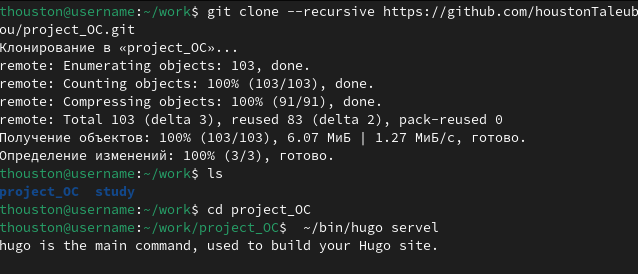 thouston@username:~/work$ git clone --recursive https://github.com/houstonTaleub
ou/project_OC.git
Клонирование в «project_OC»...
remote: Enumerating objects: 103, done.
remote: Counting objects: 100% (103/103), done.
remote: Compressing objects: 100% (91/91), done.
remote: Total 103 (delta 3), reused 83 (delta 2), pack-reused 0
Получение объектов: 100% (103/103), 6.07 МиБ | 1.27 МиБ/с, готово.
Определение изменений: 100% (3/3), готово.
thouston@username:~/work$ ls
project_OC  study
thouston@username:~/work$ cd project_OC
thouston@username:~/work/project_OC$  ~/bin/hugo servel
hugo is the main command, used to build your Hugo site.